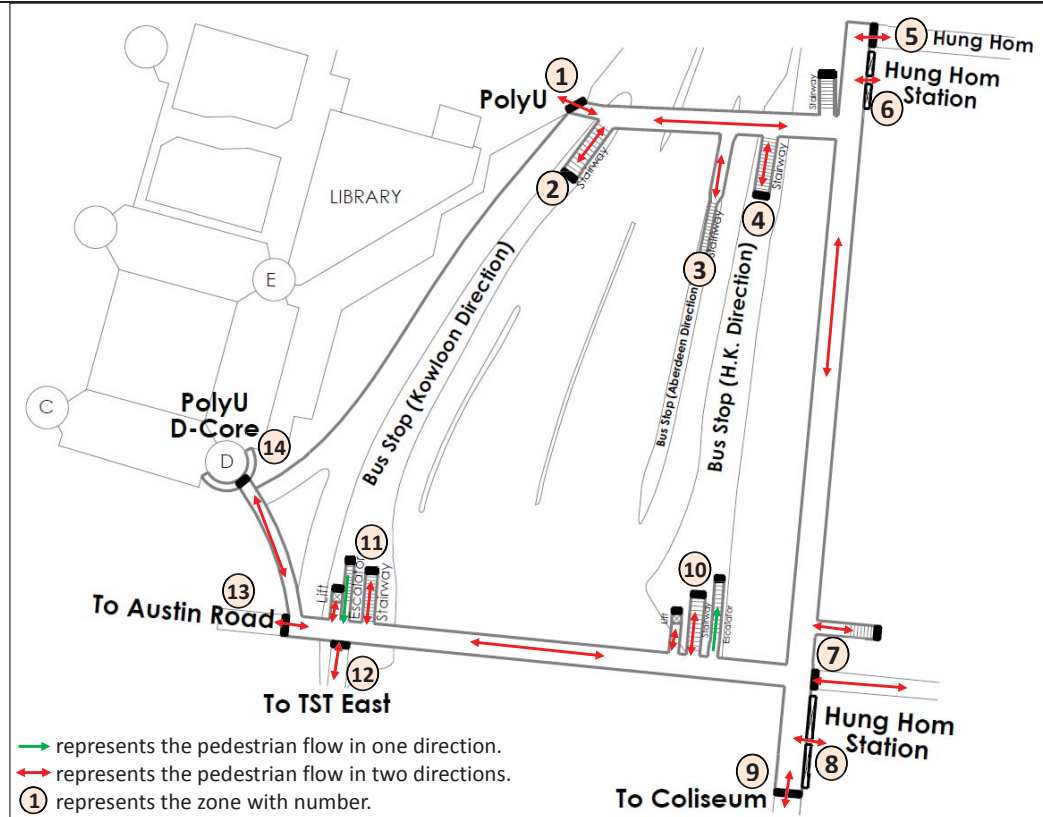 5 Hung Hom
1
PolyU
Hung Hom
Station
Stairway
6
Stairway
2
Stairway
LIBRARY
4
Stairway
3
E
Bus Stop (Kowloon Direction)
Bus Stop (Aberdeen Direction)
Bus Stop (H.K. Direction)
C
PolyU
D-Core
14
D
11
10
13
Lift
Escalator
Stairway
Lift
Stairway
Escalator
To Austin Road
7
12
To TST East
Hung Hom
Station
represents the pedestrian flow in one direction.
represents the pedestrian flow in two directions.
1 represents the zone with number.
9
8
To Coliseum